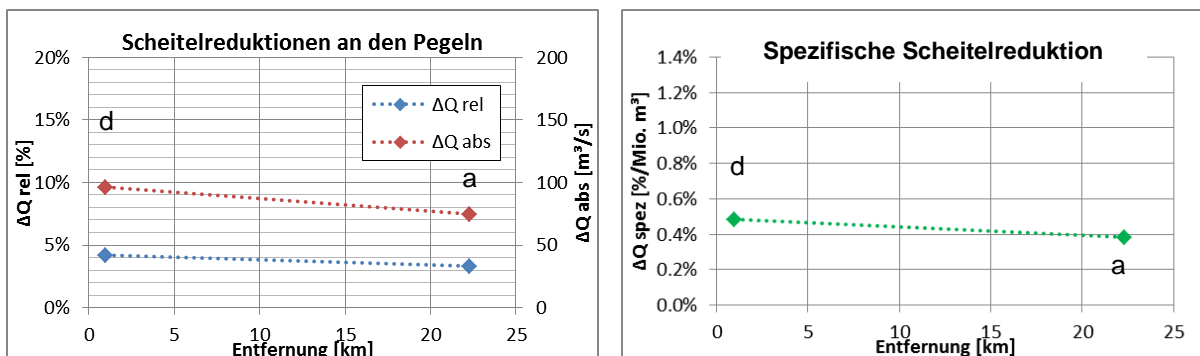 Scheitelreduktionen an den Pegeln
20%
15%
10%
5%
0%
ΔQ rel [%]
200
150
100
50
0
ΔQ abs [m³/s]
ΔQ rel
ΔQ abs
d
a
0 5 10 15 20 25
Entfernung [km]
Spezifische Scheitelreduktion
1.4%
1.2%
1.0%
0.8%
0.6%
0.4%
0.2%
0.0%
ΔQ spez [%/Mio. m³]
d
a
0 5 10 15 20 25
Entfernung [km]